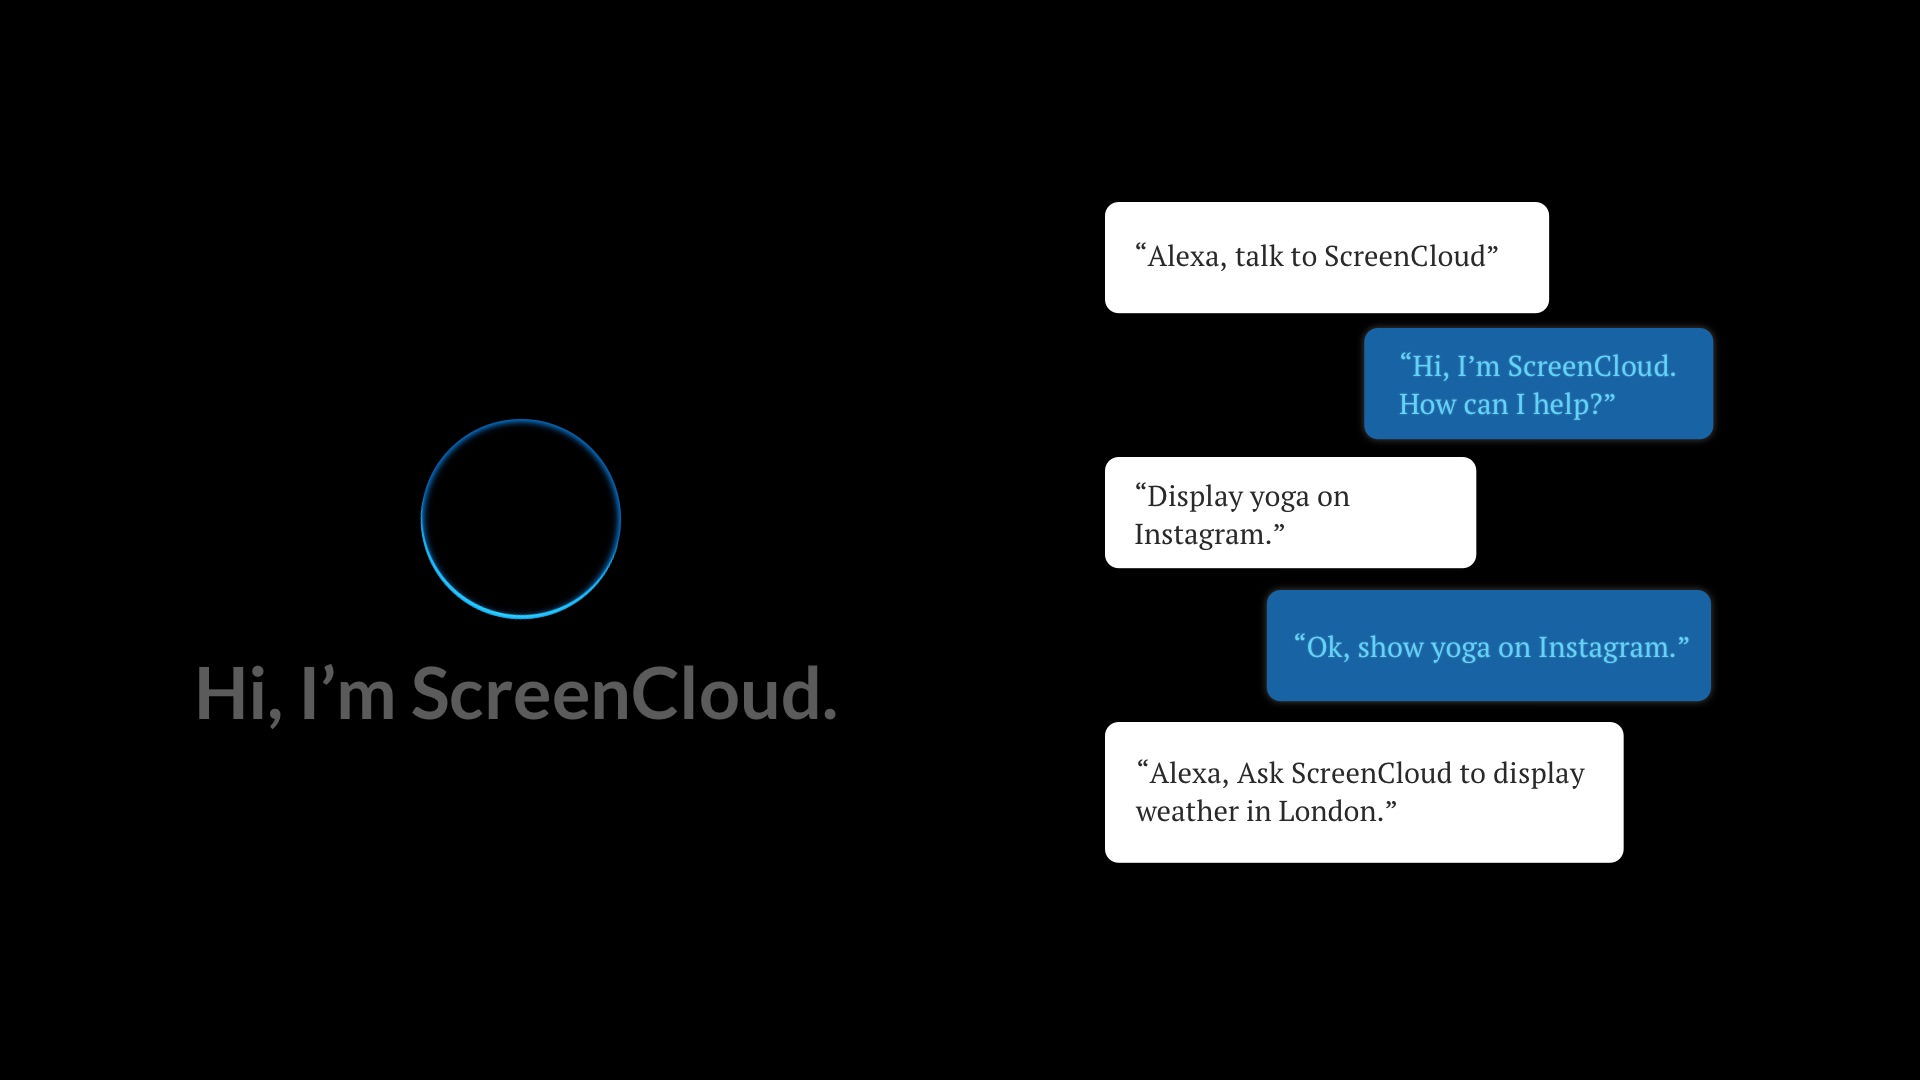 Hi, I’m ScreenCloud.
“Alexa, talk to ScreenCloud”
“Hi, I’m ScreenCloud.
How can I help?”
“Display yoga on
Instagram.”
“Ok, show yoga on Instagram.”
“Alexa, Ask ScreenCloud to display
weather in London.”